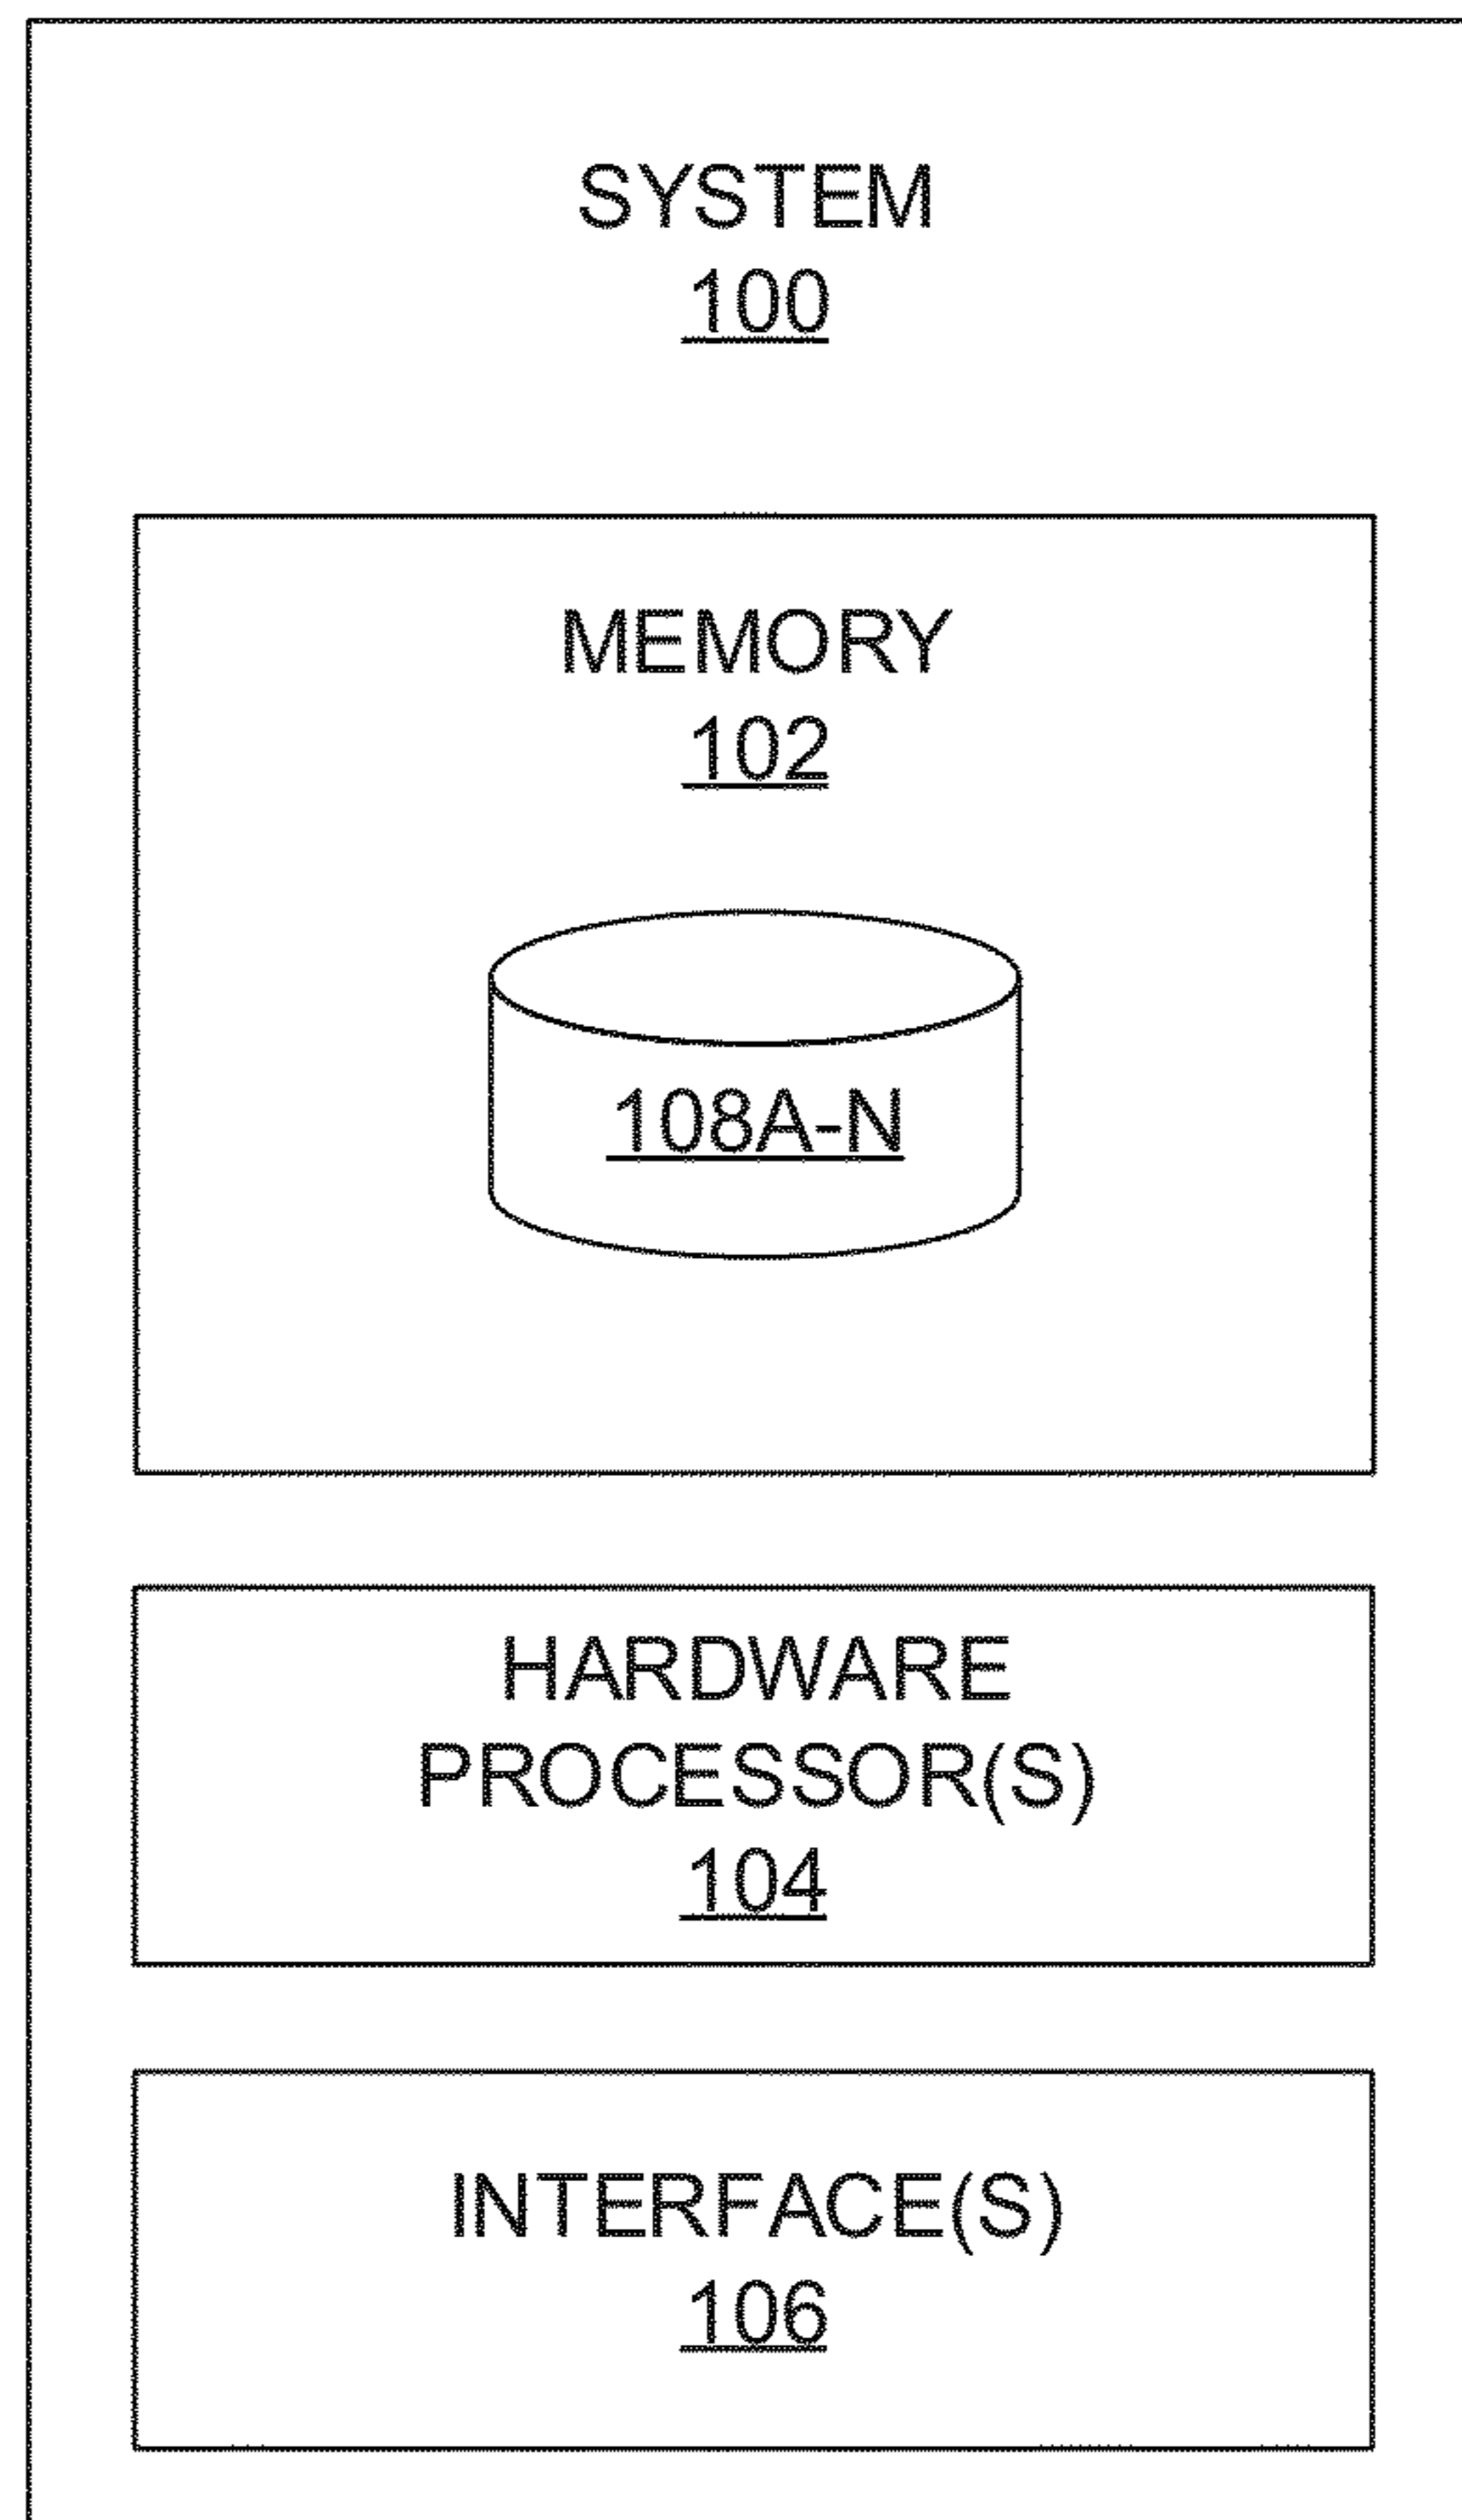 SYSTEM
100
MEMORY
102
108A-N
HARDWARE
PROCESSOR(S)
104
INTERFACE(S)
106